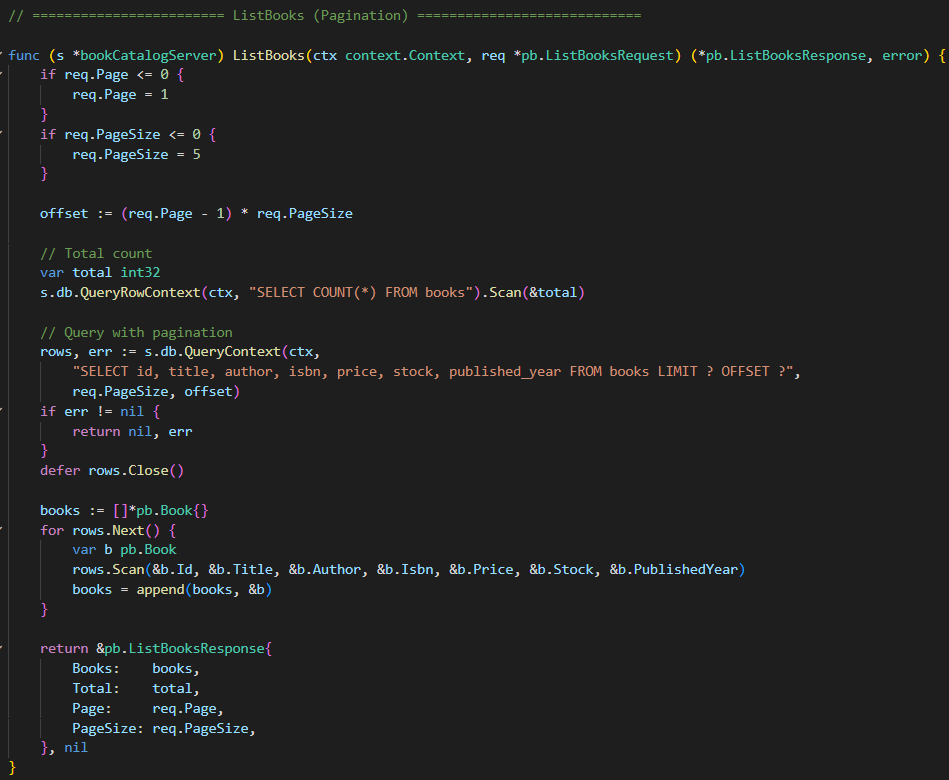 // ======================== ListBooks (Pagination) ============================

func (s *bookCatalogServer) ListBooks(ctx context.Context, req *pb.ListBooksRequest) (*pb.ListBooksResponse, error) {
    if req.Page <= 0 {
        req.Page = 1
    }
    if req.PageSize <= 0 {
        req.PageSize = 5
    }

    offset := (req.Page - 1) * req.PageSize

    // Total count
    var total int32
    s.db.QueryRowContext(ctx, "SELECT COUNT(*) FROM books").Scan(&total)

    // Query with pagination
    rows, err := s.db.QueryContext(ctx,
        "SELECT id, title, author, isbn, price, stock, published_year FROM books LIMIT ? OFFSET ?",
        req.PageSize, offset)
    if err != nil {
        return nil, err
    }
    defer rows.Close()

    books := []*pb.Book{}
    for rows.Next() {
        var b pb.Book
        rows.Scan(&b.Id, &b.Title, &b.Author, &b.Isbn, &b.Price, &b.Stock, &b.PublishedYear)
        books = append(books, &b)
    }

    return &pb.ListBooksResponse{
        Books:    books,
        Total:    total,
        Page:     req.Page,
        PageSize: req.PageSize,
    }, nil
}